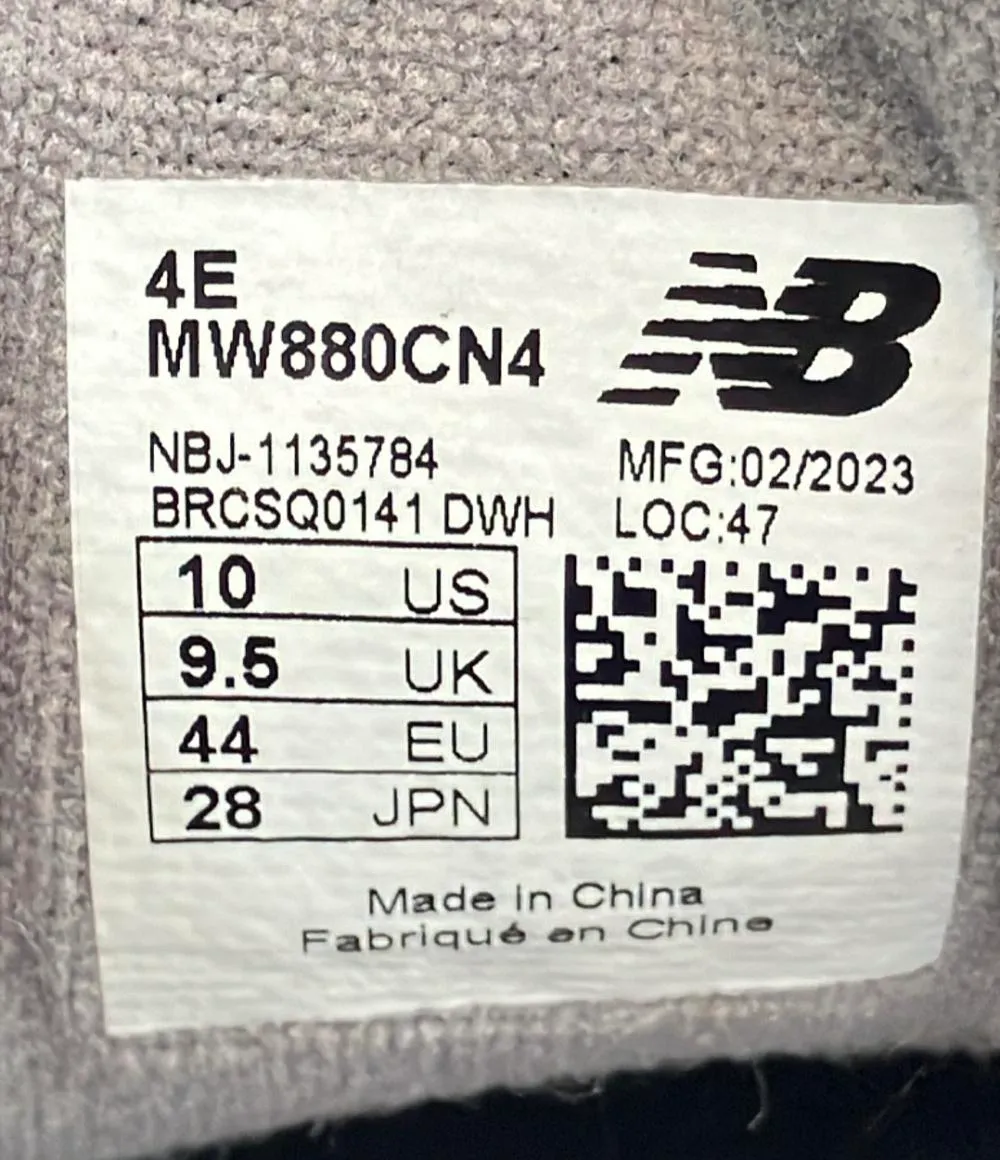 4E
MW880CN4
NB
NBJ-1135784
MFG:02/2023
BRCSQ0141 DWH
LOC:47
10 US
9.5 UK
44 EU
28 JPN
Made in China
Fabriqué en Chine